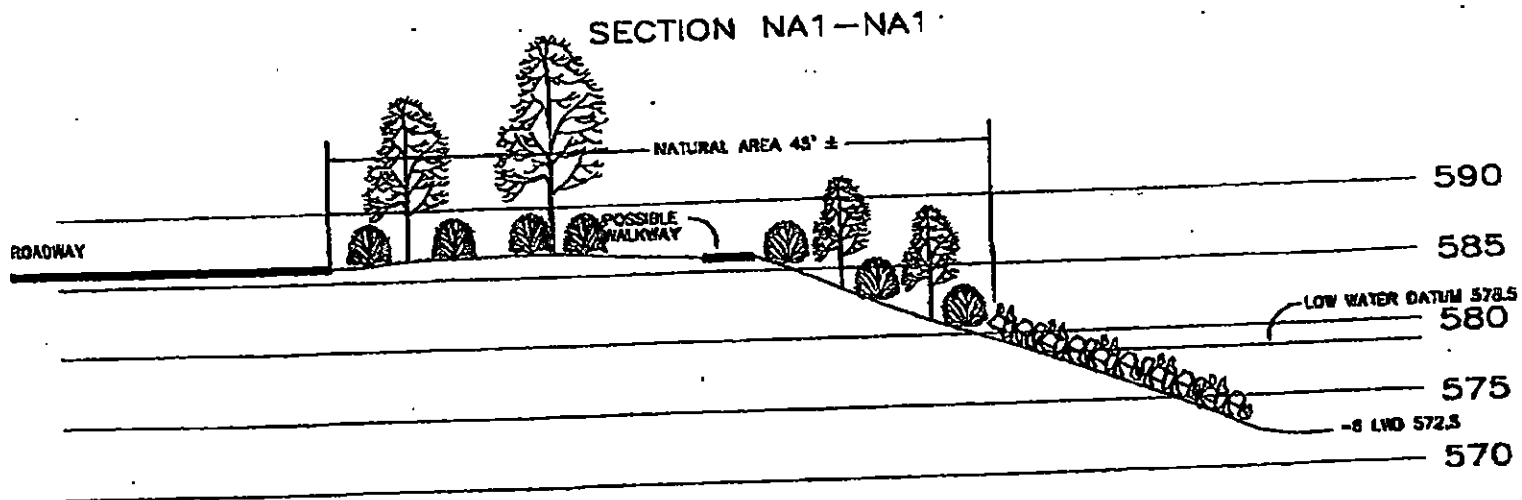 SECTION NA1-NA1
NATURAL AREA 45' ±
590
ROADWAY
POSSIBLE
WALKWAY
585
LOW WATER DATUM 578.5
580
575
-6 LWD 572.5
570